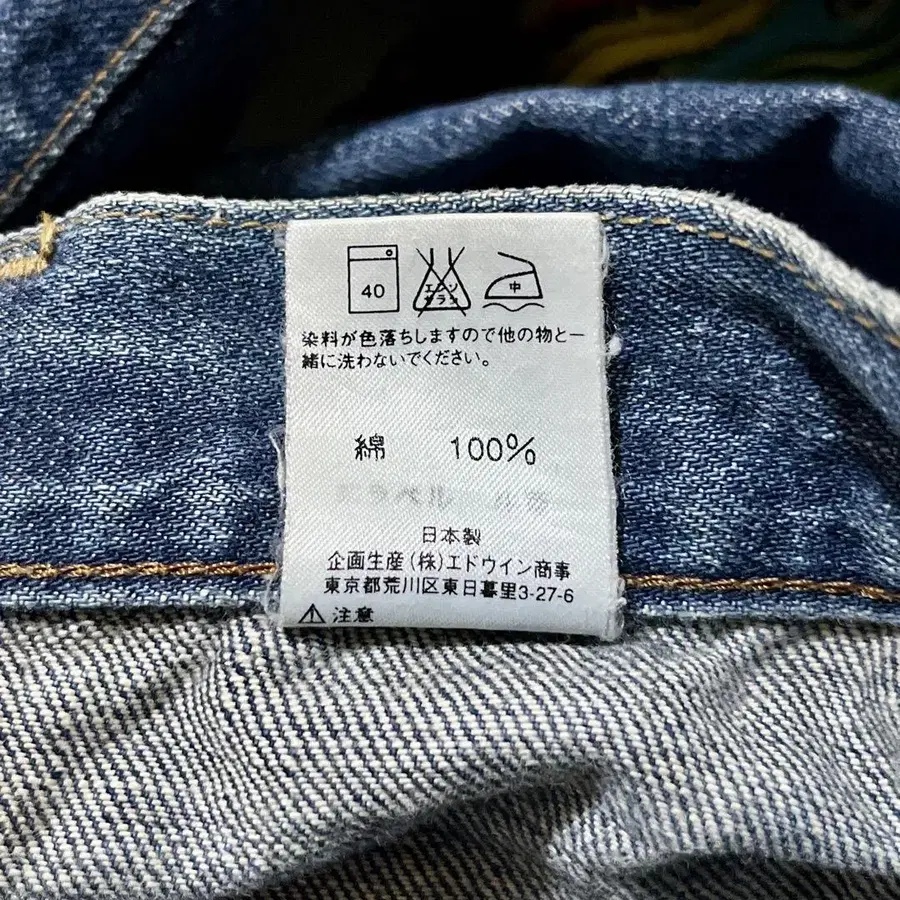 40
エンソ
サラシ
中
染料が色落ちしますので他の物と一
緒に洗わないでください。
綿 100%
日本製
企画生産(株)エドウイン商事
東京都荒川区東日暮里3-27-6
⚠ 注意